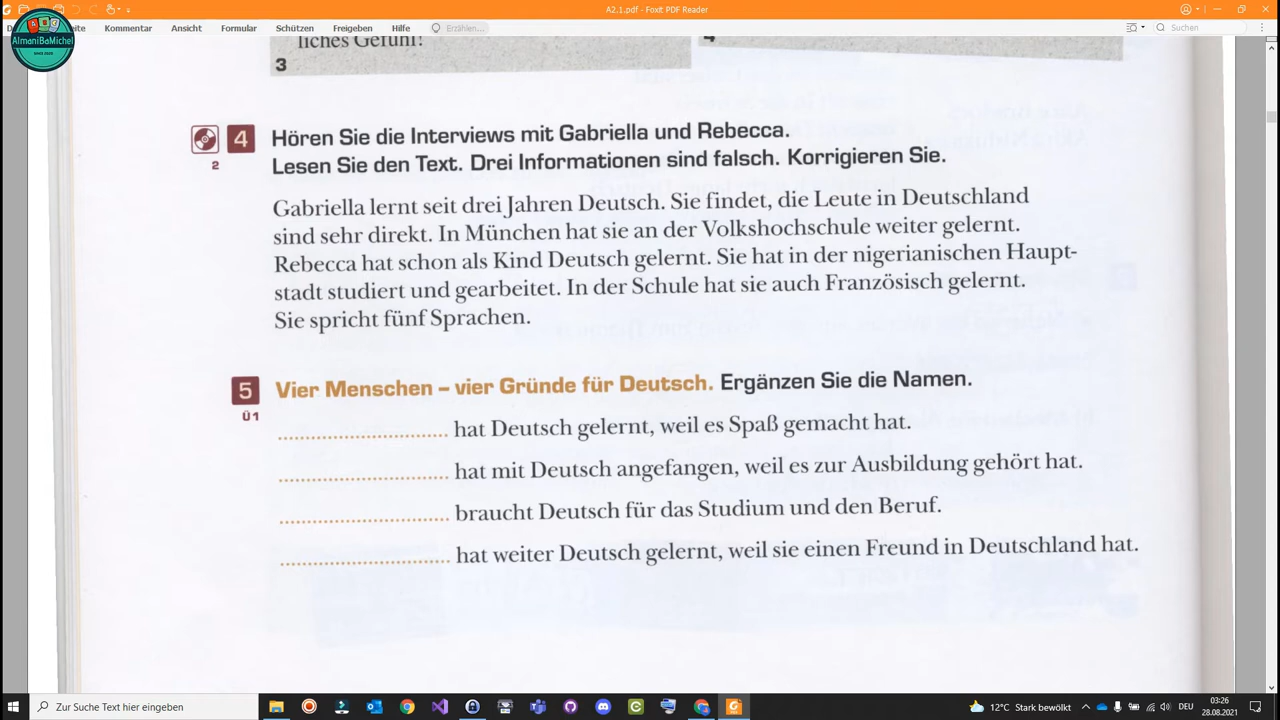 A2.1.pdf - Foxit PDF Reader
Kommentar Ansicht Formular Schützen Freigeben Hilfe Erzählen... Suchen
ABC
AlmaniBaMichel
SINCE 2020
liches Gefühl!
3
4
4 Hören Sie die Interviews mit Gabriella und Rebecca.
2 Lesen Sie den Text. Drei Informationen sind falsch. Korrigieren Sie.
Gabriella lernt seit drei Jahren Deutsch. Sie findet, die Leute in Deutschland
sind sehr direkt. In München hat sie an der Volkshochschule weiter gelernt.
Rebecca hat schon als Kind Deutsch gelernt. Sie hat in der nigerianischen Haupt-
stadt studiert und gearbeitet. In der Schule hat sie auch Französisch gelernt.
Sie spricht fünf Sprachen.
5 Vier Menschen – vier Gründe für Deutsch. Ergänzen Sie die Namen.
Ü1
hat Deutsch gelernt, weil es Spaß gemacht hat.
hat mit Deutsch angefangen, weil es zur Ausbildung gehört hat.
braucht Deutsch für das Studium und den Beruf.
hat weiter Deutsch gelernt, weil sie einen Freund in Deutschland hat.
Zur Suche Text hier eingeben
12°C Stark bewölkt
03:26
28.08.2021